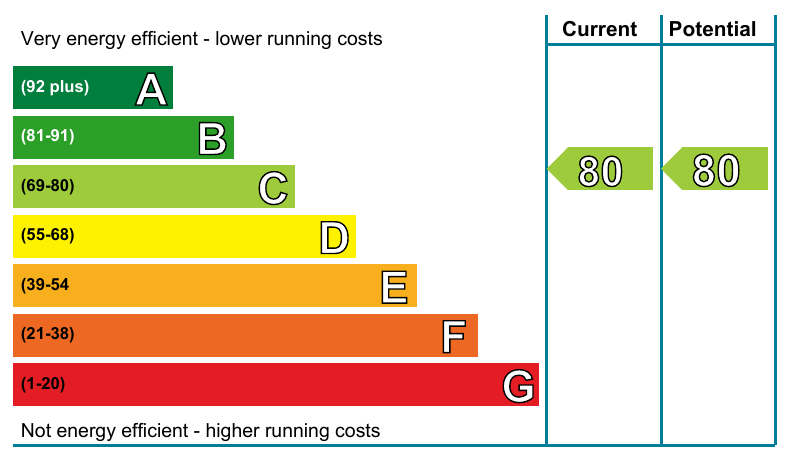 Current Potential
Very energy efficient - lower running costs
(92 plus) A
(81-91) B
(69-80) C 80 80
(55-68) D
(39-54 E
(21-38) F
(1-20) G
Not energy efficient - higher running costs